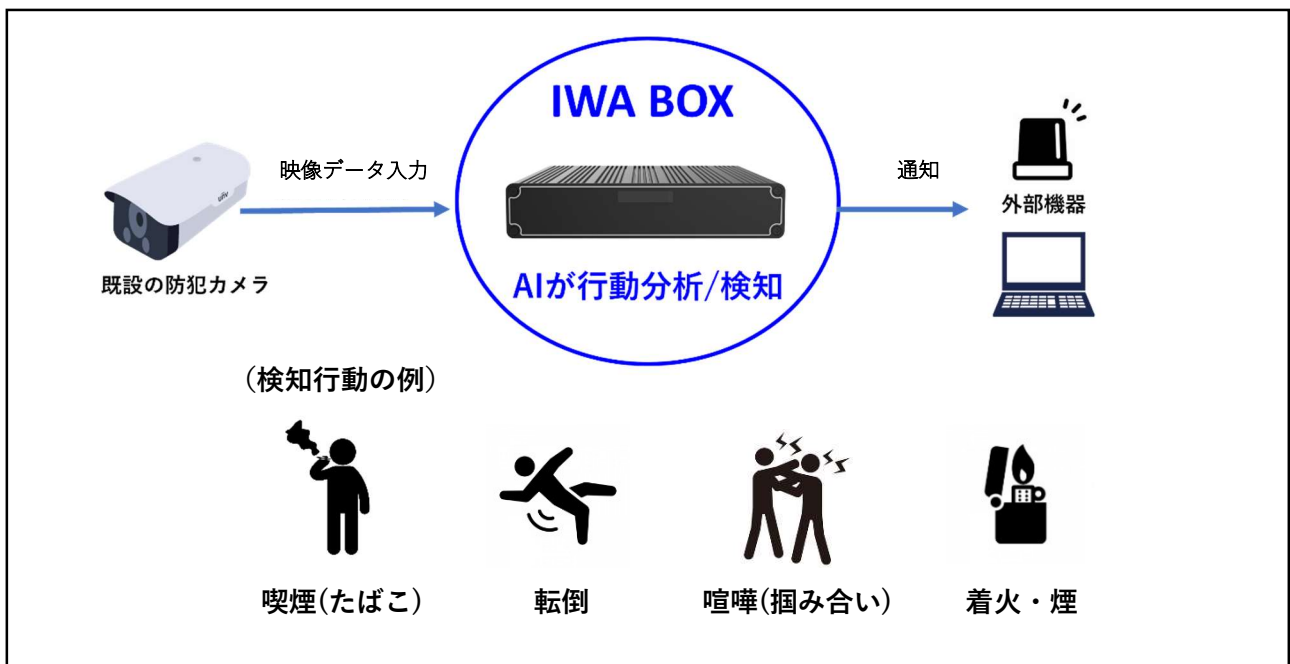 IWA BOX
映像データ入力
通知
unv
外部機器
既設の防犯カメラ
AIが行動分析/検知
(検知行動の例)
喫煙(たばこ)
転倒
喧嘩(掴み合い)
着火・煙